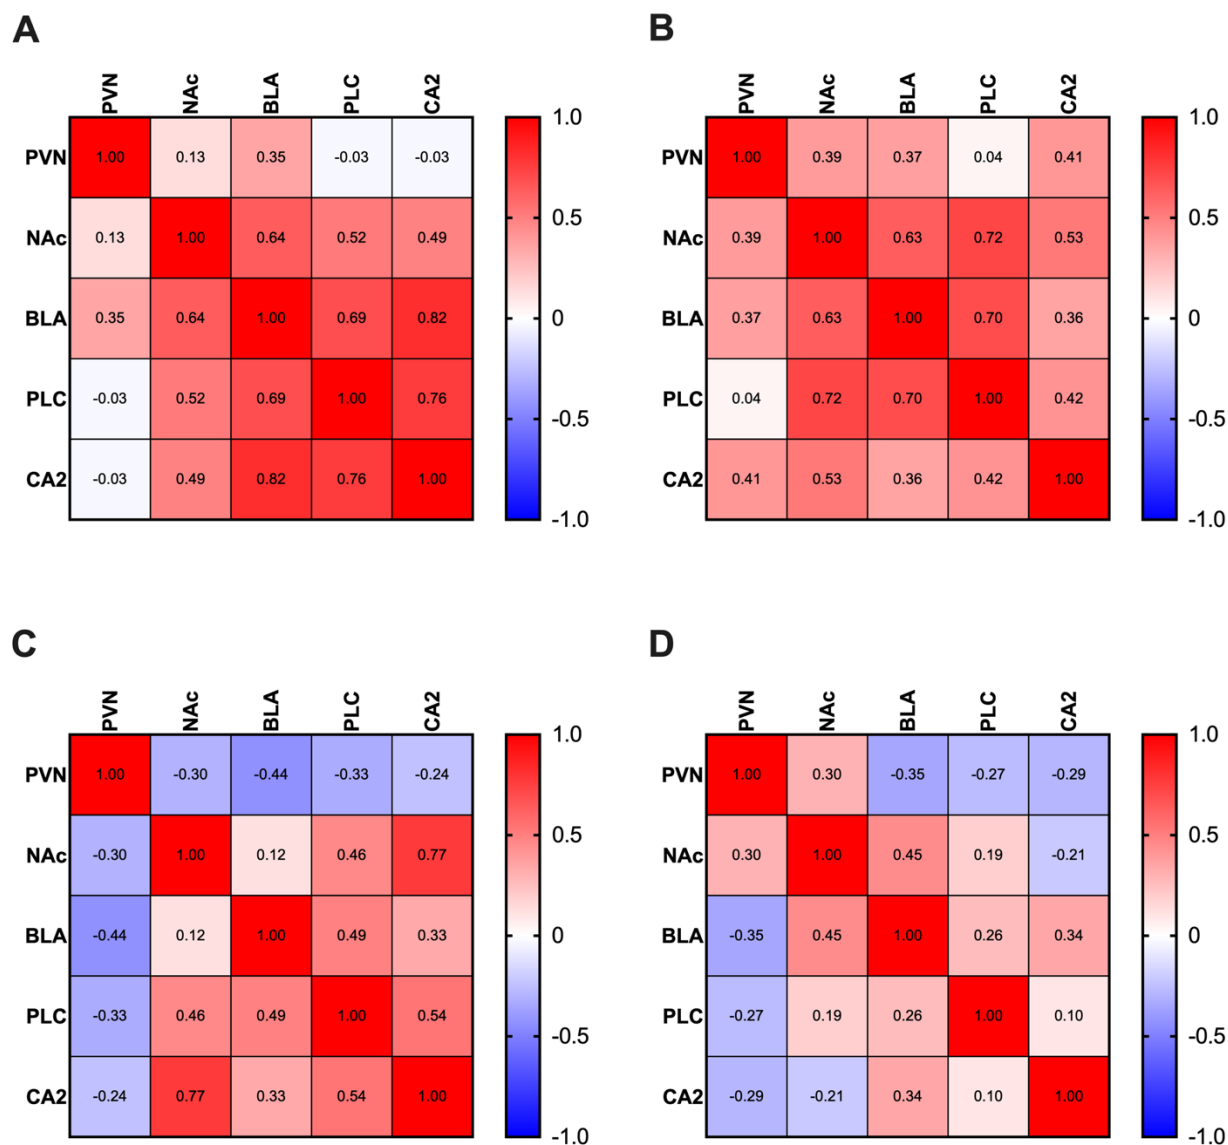 A
B
PVN NAc BLA PLC CA2
PVN 1.00 0.13 0.35 -0.03 -0.03
NAc 0.13 1.00 0.64 0.52 0.49
BLA 0.35 0.64 1.00 0.69 0.82
PLC -0.03 0.52 0.69 1.00 0.76
CA2 -0.03 0.49 0.82 0.76 1.00
1.0
0.5
0
-0.5
-1.0
PVN NAc BLA PLC CA2
PVN 1.00 0.39 0.37 0.04 0.41
NAc 0.39 1.00 0.63 0.72 0.53
BLA 0.37 0.63 1.00 0.70 0.36
PLC 0.04 0.72 0.70 1.00 0.42
CA2 0.41 0.53 0.36 0.42 1.00
1.0
0.5
0
-0.5
-1.0
C
D
PVN NAc BLA PLC CA2
PVN 1.00 -0.30 -0.44 -0.33 -0.24
NAc -0.30 1.00 0.12 0.46 0.77
BLA -0.44 0.12 1.00 0.49 0.33
PLC -0.33 0.46 0.49 1.00 0.54
CA2 -0.24 0.77 0.33 0.54 1.00
1.0
0.5
0
-0.5
-1.0
PVN NAc BLA PLC CA2
PVN 1.00 0.30 -0.35 -0.27 -0.29
NAc 0.30 1.00 0.45 0.19 -0.21
BLA -0.35 0.45 1.00 0.26 0.34
PLC -0.27 0.19 0.26 1.00 0.10
CA2 -0.29 -0.21 0.34 0.10 1.00
1.0
0.5
0
-0.5
-1.0